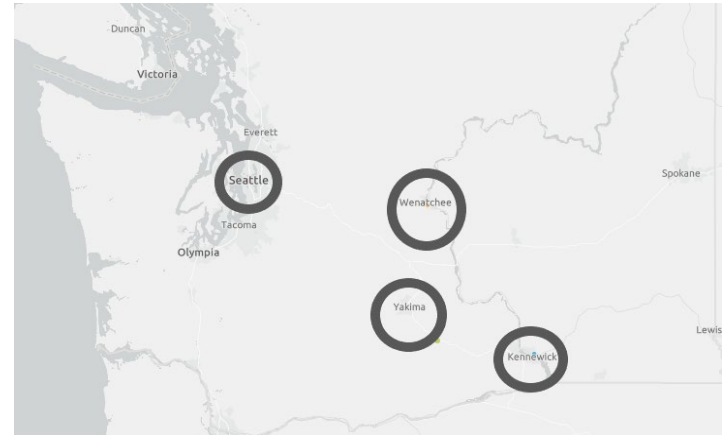 Duncan
Victoria
Everett
Seattle
Spokane
Wenatchee
Tacoma
Olympia
Yakima
Lewis
Kennewick